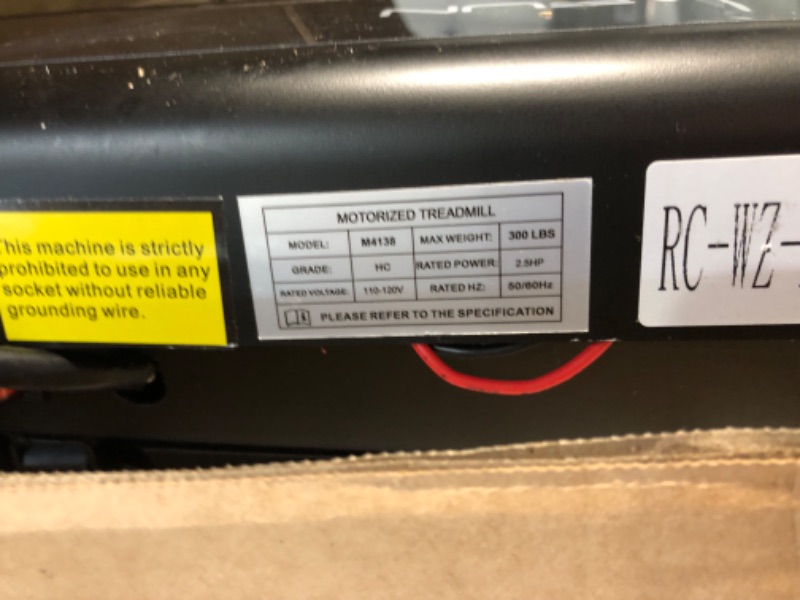 This machine is strictly
prohibited to use in any
socket without reliable
grounding wire.
MOTORIZED TREADMILL
MODEL: M4138 MAX WEIGHT: 300 LBS
GRADE: HC RATED POWER: 2.5HP
RATED VOLTAGE: 110-120V RATED HZ: 50/60Hz
PLEASE REFER TO THE SPECIFICATION
RC-WZ-